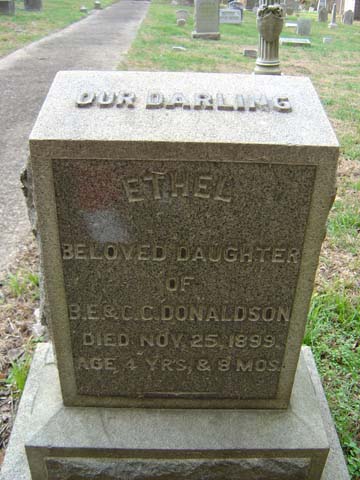 OUR DARLING
ETHEL
BELOVED DAUGHTER
OF
B.E. & C.C. DONALDSON
DIED NOV. 25, 1899.
AGE, 4 YRS, & 8 MOS.